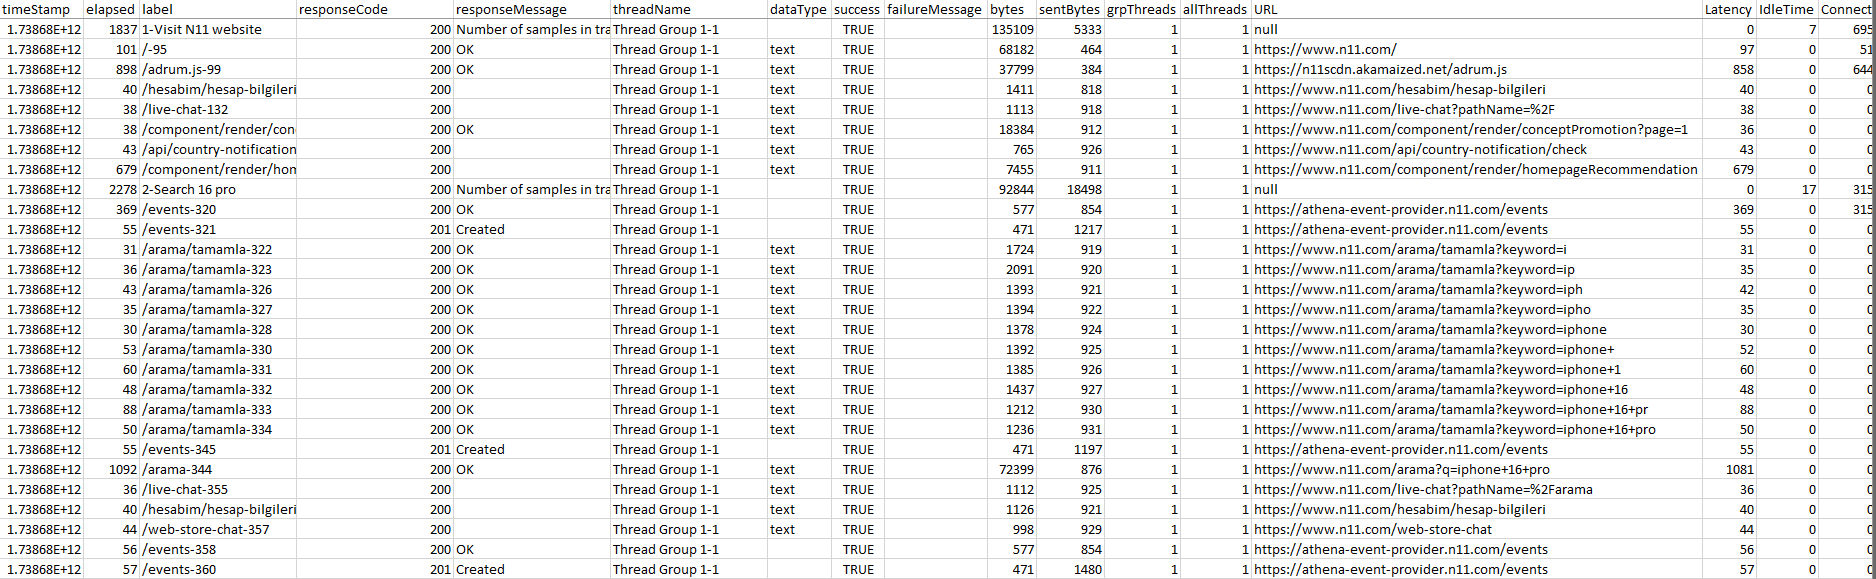 timeStamp elapsed label responseCode responseMessage threadName dataType success failureMessage bytes sentBytes grpThreads allThreads URL Latency IdleTime Connect
1.73868E+12 1837 1-Visit N11 website 200 Number of samples in tra Thread Group 1-1 TRUE 135109 5333 1 1 null 0 7 695
1.73868E+12 101 /-95 200 OK Thread Group 1-1 text TRUE 68182 464 1 1 https://www.n11.com/ 97 0 51
1.73868E+12 898 /adrum.js-99 200 OK Thread Group 1-1 text TRUE 37799 384 1 1 https://n11scdn.akamaized.net/adrum.js 858 0 644
1.73868E+12 40 /hesabim/hesap-bilgileri 200 Thread Group 1-1 text TRUE 1411 818 1 1 https://www.n11.com/hesabim/hesap-bilgileri 40 0 0
1.73868E+12 38 /live-chat-132 200 Thread Group 1-1 text TRUE 1113 918 1 1 https://www.n11.com/live-chat?pathName=%2F 38 0 0
1.73868E+12 38 /component/render/con 200 OK Thread Group 1-1 text TRUE 18384 912 1 1 https://www.n11.com/component/render/conceptPromotion?page=1 36 0 0
1.73868E+12 43 /api/country-notification 200 Thread Group 1-1 text TRUE 765 926 1 1 https://www.n11.com/api/country-notification/check 43 0 0
1.73868E+12 679 /component/render/hom 200 Thread Group 1-1 text TRUE 7455 911 1 1 https://www.n11.com/component/render/homepageRecommendation 679 0 0
1.73868E+12 2278 2-Search 16 pro 200 Number of samples in tra Thread Group 1-1 TRUE 92844 18498 1 1 null 0 17 315
1.73868E+12 369 /events-320 200 OK Thread Group 1-1 TRUE 577 854 1 1 https://athena-event-provider.n11.com/events 369 0 315
1.73868E+12 55 /events-321 201 Created Thread Group 1-1 TRUE 471 1217 1 1 https://athena-event-provider.n11.com/events 55 0 0
1.73868E+12 31 /arama/tamamla-322 200 OK Thread Group 1-1 text TRUE 1724 919 1 1 https://www.n11.com/arama/tamamla?keyword=i 31 0 0
1.73868E+12 36 /arama/tamamla-323 200 OK Thread Group 1-1 text TRUE 2091 920 1 1 https://www.n11.com/arama/tamamla?keyword=ip 35 0 0
1.73868E+12 43 /arama/tamamla-326 200 OK Thread Group 1-1 text TRUE 1393 921 1 1 https://www.n11.com/arama/tamamla?keyword=iph 42 0 0
1.73868E+12 35 /arama/tamamla-327 200 OK Thread Group 1-1 text TRUE 1394 922 1 1 https://www.n11.com/arama/tamamla?keyword=ipho 35 0 0
1.73868E+12 30 /arama/tamamla-328 200 OK Thread Group 1-1 text TRUE 1378 924 1 1 https://www.n11.com/arama/tamamla?keyword=iphone 30 0 0
1.73868E+12 53 /arama/tamamla-330 200 OK Thread Group 1-1 text TRUE 1392 925 1 1 https://www.n11.com/arama/tamamla?keyword=iphone+ 52 0 0
1.73868E+12 60 /arama/tamamla-331 200 OK Thread Group 1-1 text TRUE 1385 926 1 1 https://www.n11.com/arama/tamamla?keyword=iphone+1 60 0 0
1.73868E+12 48 /arama/tamamla-332 200 OK Thread Group 1-1 text TRUE 1437 927 1 1 https://www.n11.com/arama/tamamla?keyword=iphone+16 48 0 0
1.73868E+12 88 /arama/tamamla-333 200 OK Thread Group 1-1 text TRUE 1212 930 1 1 https://www.n11.com/arama/tamamla?keyword=iphone+16+pr 88 0 0
1.73868E+12 50 /arama/tamamla-334 200 OK Thread Group 1-1 text TRUE 1236 931 1 1 https://www.n11.com/arama/tamamla?keyword=iphone+16+pro 50 0 0
1.73868E+12 55 /events-345 201 Created Thread Group 1-1 TRUE 471 1197 1 1 https://athena-event-provider.n11.com/events 55 0 0
1.73868E+12 1092 /arama-344 200 OK Thread Group 1-1 text TRUE 72399 876 1 1 https://www.n11.com/arama?q=iphone+16+pro 1081 0 0
1.73868E+12 36 /live-chat-355 200 Thread Group 1-1 text TRUE 1112 925 1 1 https://www.n11.com/live-chat?pathName=%2Farama 36 0 0
1.73868E+12 40 /hesabim/hesap-bilgileri 200 Thread Group 1-1 text TRUE 1126 921 1 1 https://www.n11.com/hesabim/hesap-bilgileri 40 0 0
1.73868E+12 44 /web-store-chat-357 200 Thread Group 1-1 text TRUE 998 929 1 1 https://www.n11.com/web-store-chat 44 0 0
1.73868E+12 56 /events-358 200 OK Thread Group 1-1 TRUE 577 854 1 1 https://athena-event-provider.n11.com/events 56 0 0
1.73868E+12 57 /events-360 201 Created Thread Group 1-1 TRUE 471 1480 1 1 https://athena-event-provider.n11.com/events 57 0 0